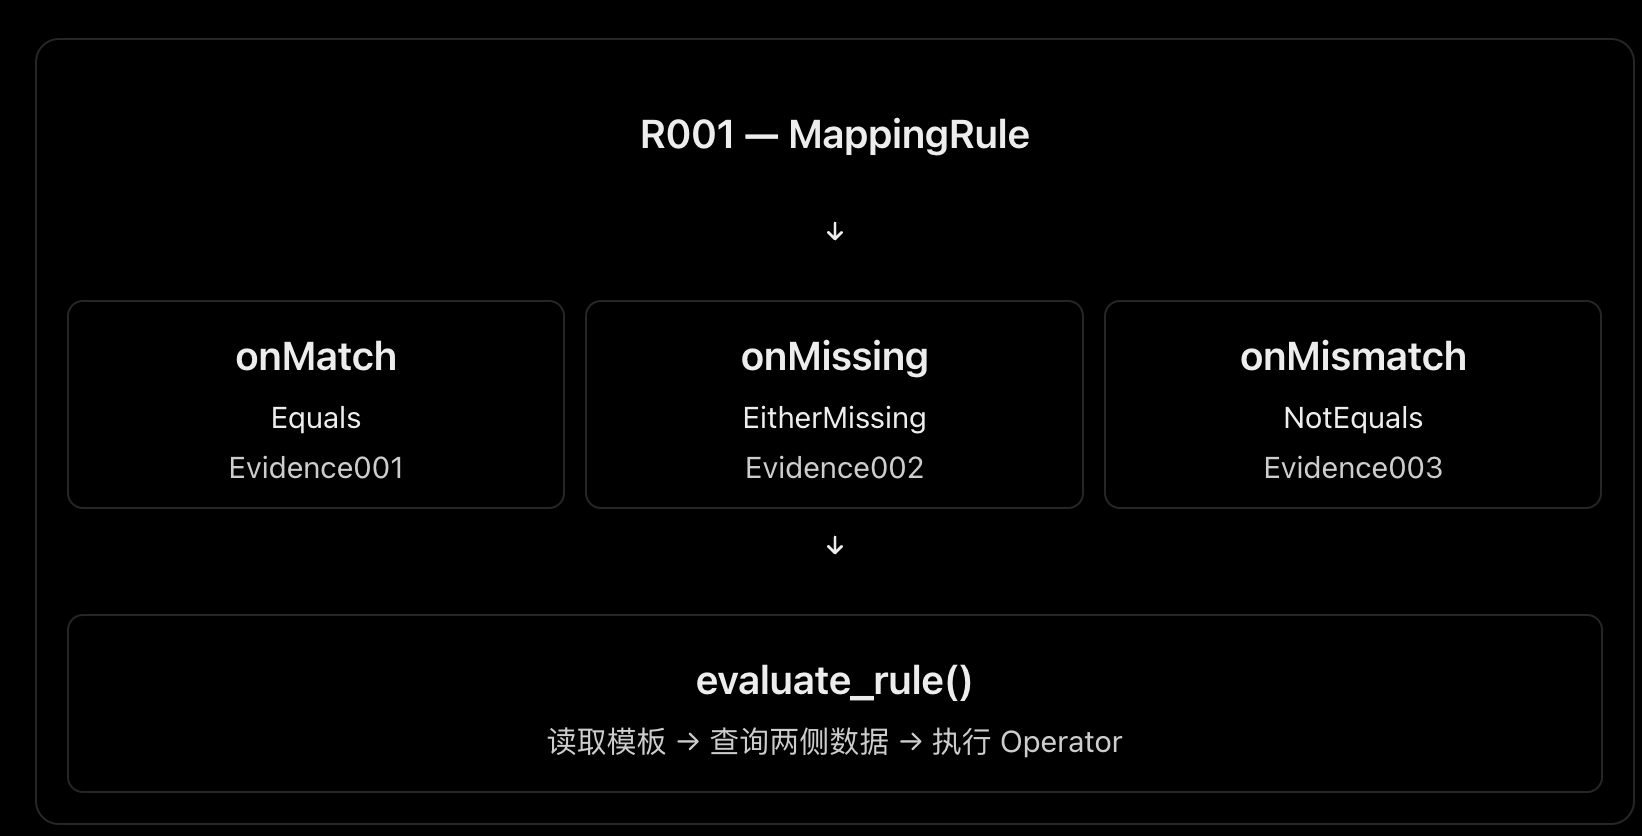 R001 — MappingRule
↓
onMatch
Equals
Evidence001
onMissing
EitherMissing
Evidence002
onMismatch
NotEquals
Evidence003
↓
evaluate_rule()
读取模板 → 查询两侧数据 → 执行 Operator